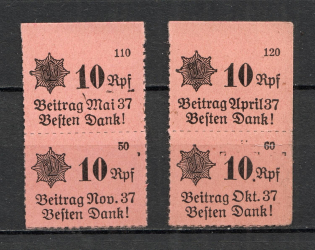 110
10 Rpf
Beitrag Mai 37
Besten Dank!
50
10 Rpf
Beitrag Nov. 37
Besten Dank!
120
10 Rpf
Beitrag April 37
Besten Dank!
60
10 Rpf
Beitrag Okt. 37
Besten Dank!